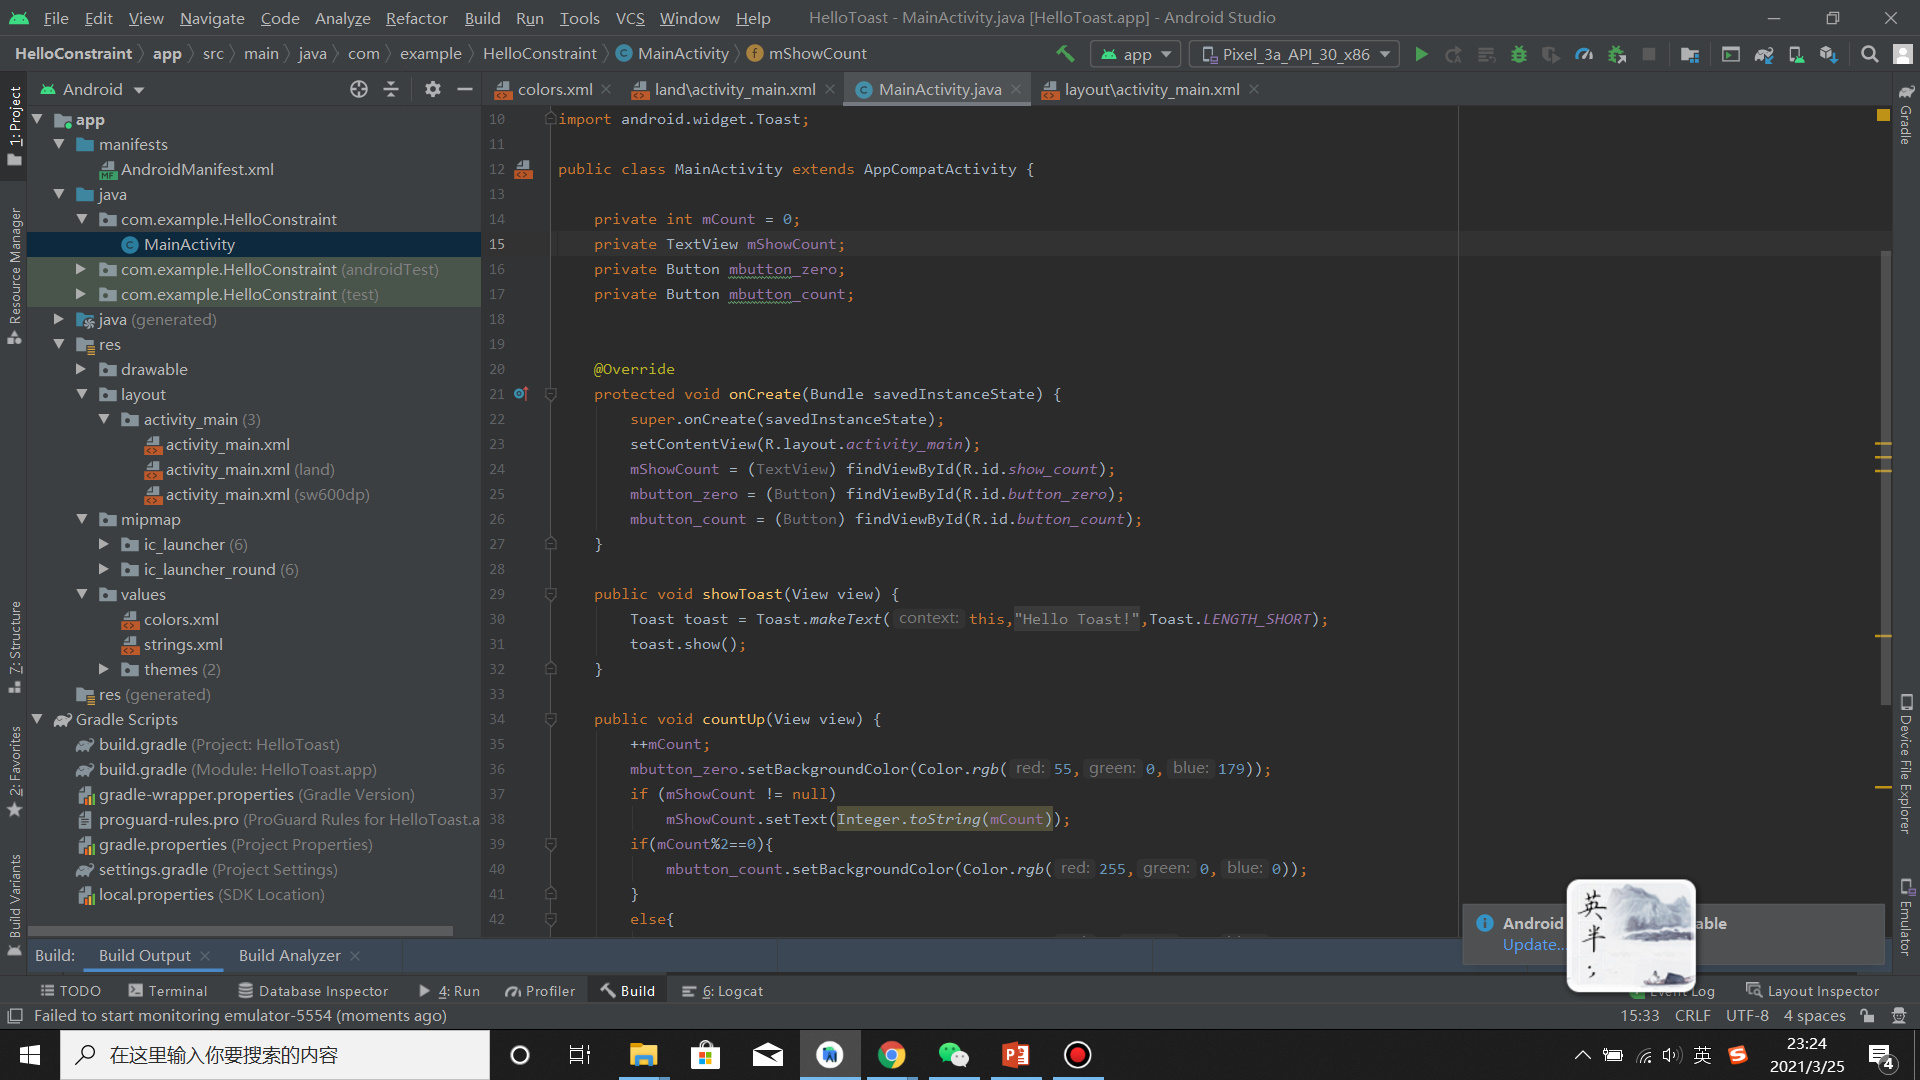 File Edit View Navigate Code Analyze Refactor Build Run Tools VCS Window Help HelloToast - MainActivity.java [HelloToast.app] - Android Studio
HelloConstraint app src main java com example HelloConstraint MainActivity mShowCount app Pixel_3a_API_30_x86
Android colors.xml land\activity_main.xml MainActivity.java layout\activity_main.xml
1: Project
Resource Manager
Z: Structure
2: Favorites
Build Variants
app
manifests
AndroidManifest.xml
java
com.example.HelloConstraint
MainActivity
com.example.HelloConstraint (androidTest)
com.example.HelloConstraint (test)
java (generated)
res
drawable
layout
activity_main (3)
activity_main.xml
activity_main.xml (land)
activity_main.xml (sw600dp)
mipmap
ic_launcher (6)
ic_launcher_round (6)
values
colors.xml
strings.xml
themes (2)
res (generated)
Gradle Scripts
build.gradle (Project: HelloToast)
build.gradle (Module: HelloToast.app)
gradle-wrapper.properties (Gradle Version)
proguard-rules.pro (ProGuard Rules for HelloToast.a
gradle.properties (Project Properties)
settings.gradle (Project Settings)
local.properties (SDK Location)
10 import android.widget.Toast;
11
12 public class MainActivity extends AppCompatActivity {
13
14 private int mCount = 0;
15 private TextView mShowCount;
16 private Button mbutton_zero;
17 private Button mbutton_count;
18
19
20 @Override
21 protected void onCreate(Bundle savedInstanceState) {
22 super.onCreate(savedInstanceState);
23 setContentView(R.layout.activity_main);
24 mShowCount = (TextView) findViewById(R.id.show_count);
25 mbutton_zero = (Button) findViewById(R.id.button_zero);
26 mbutton_count = (Button) findViewById(R.id.button_count);
27 }
28
29 public void showToast(View view) {
30 Toast toast = Toast.makeText( context: this,"Hello Toast!",Toast.LENGTH_SHORT);
31 toast.show();
32 }
33
34 public void countUp(View view) {
35 ++mCount;
36 mbutton_zero.setBackgroundColor(Color.rgb( red: 55, green: 0, blue: 179));
37 if (mShowCount != null)
38 mShowCount.setText(Integer.toString(mCount));
39 if(mCount%2==0){
40 mbutton_count.setBackgroundColor(Color.rgb( red: 255, green: 0, blue: 0));
41 }
42 else{
Gradle
Device File Explorer
Emulator
Android able
Update...
英
半
;
Build: Build Output Build Analyzer
TODO Terminal Database Inspector 4: Run Profiler Build 6: Logcat Event Log Layout Inspector
Failed to start monitoring emulator-5554 (moments ago) 15:33 CRLF UTF-8 4 spaces
在这里输入你要搜索的内容
英
23:24
2021/3/25
4